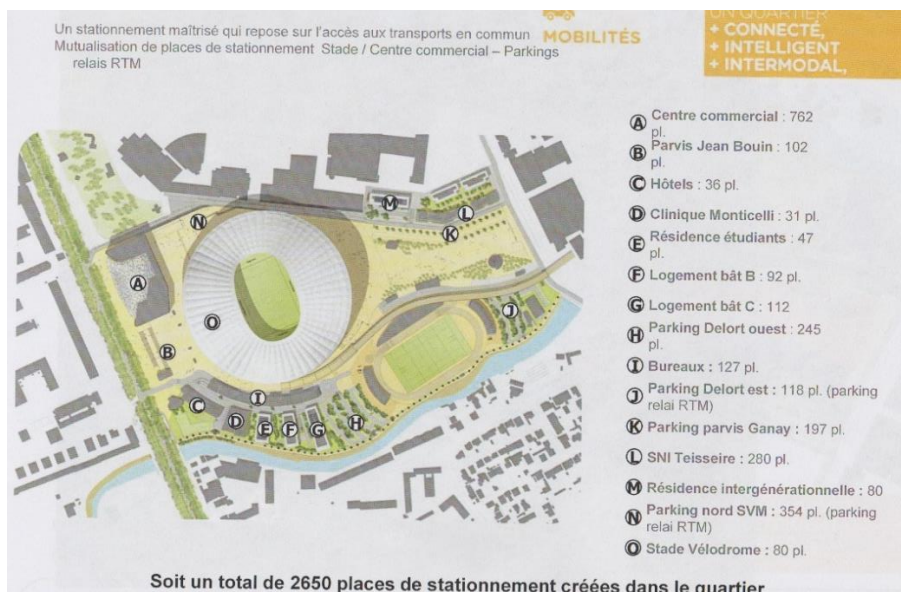 UN QUARTIER
+ CONNECTÉ,
+ INTELLIGENT
+ INTERMODAL,
MOBILITÉS
Un stationnement maîtrisé qui repose sur l'accès aux transports en commun
Mutualisation de places de stationnement Stade / Centre commercial – Parkings
relais RTM
A Centre commercial : 762
pl.
B Parvis Jean Bouin : 102
pl.
C Hôtels : 36 pl.
D Clinique Monticelli : 31 pl.
E Résidence étudiants : 47
pl.
F Logement bât B : 92 pl.
G Logement bât C : 112
H Parking Delort ouest : 245
pl.
I Bureaux : 127 pl.
J Parking Delort est : 118 pl. (parking
relai RTM)
K Parking parvis Ganay : 197 pl.
L SNI Teisseire : 280 pl.
M Résidence intergénérationnelle : 80
N Parking nord SVM : 354 pl. (parking
relai RTM)
O Stade Vélodrome : 80 pl.
M
L
N
K
A
J
O
B
I
C
D
E
F
G
H
Soit un total de 2650 places de stationnement créées dans le quartier